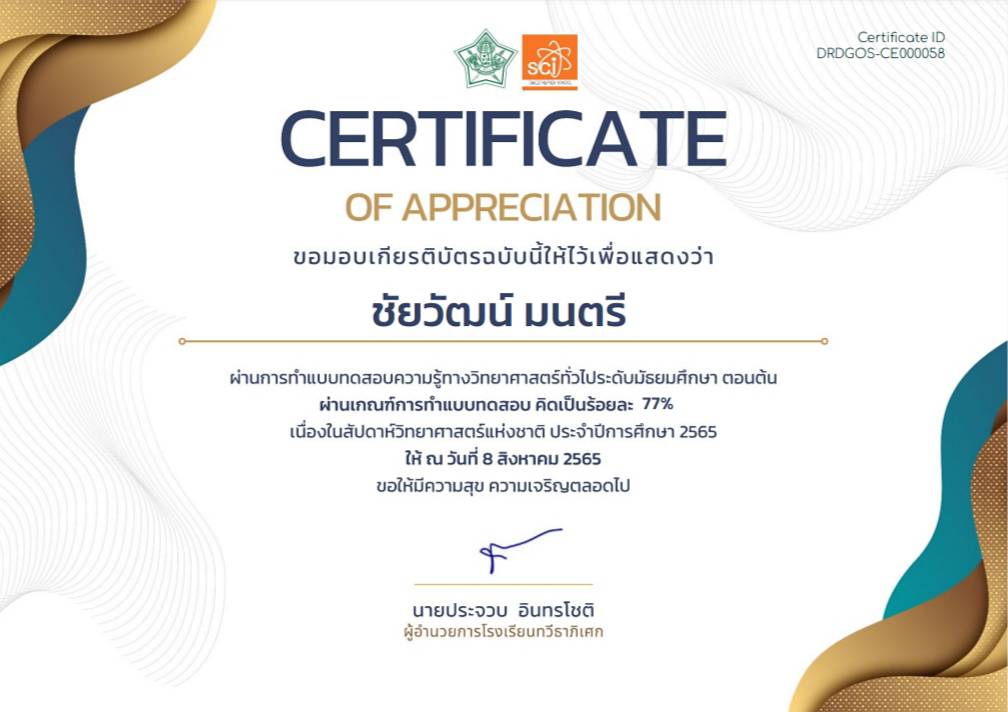 Certificate ID
DRDGOS-CE000058
sci
CERTIFICATE
OF APPRECIATION
ขอมอบเกียรติบัตรฉบับนี้ให้ไว้เพื่อแสดงว่า
ชัยวัฒน์ มนตรี
ผ่านการทำแบบทดสอบความรู้ทางวิทยาศาสตร์ทั่วไประดับมัธยมศึกษา ตอนต้น
ผ่านเกณฑ์การทำแบบทดสอบ คิดเป็นร้อยละ 77%
เนื่องในสัปดาห์วิทยาศาสตร์แห่งชาติ ประจำปีการศึกษา 2565
ให้ ณ วันที่ 8 สิงหาคม 2565
ขอให้มีความสุข ความเจริญตลอดไป
นายประจวบ อินทรโชติ
ผู้อำนวยการโรงเรียนทวีธาภิเศก